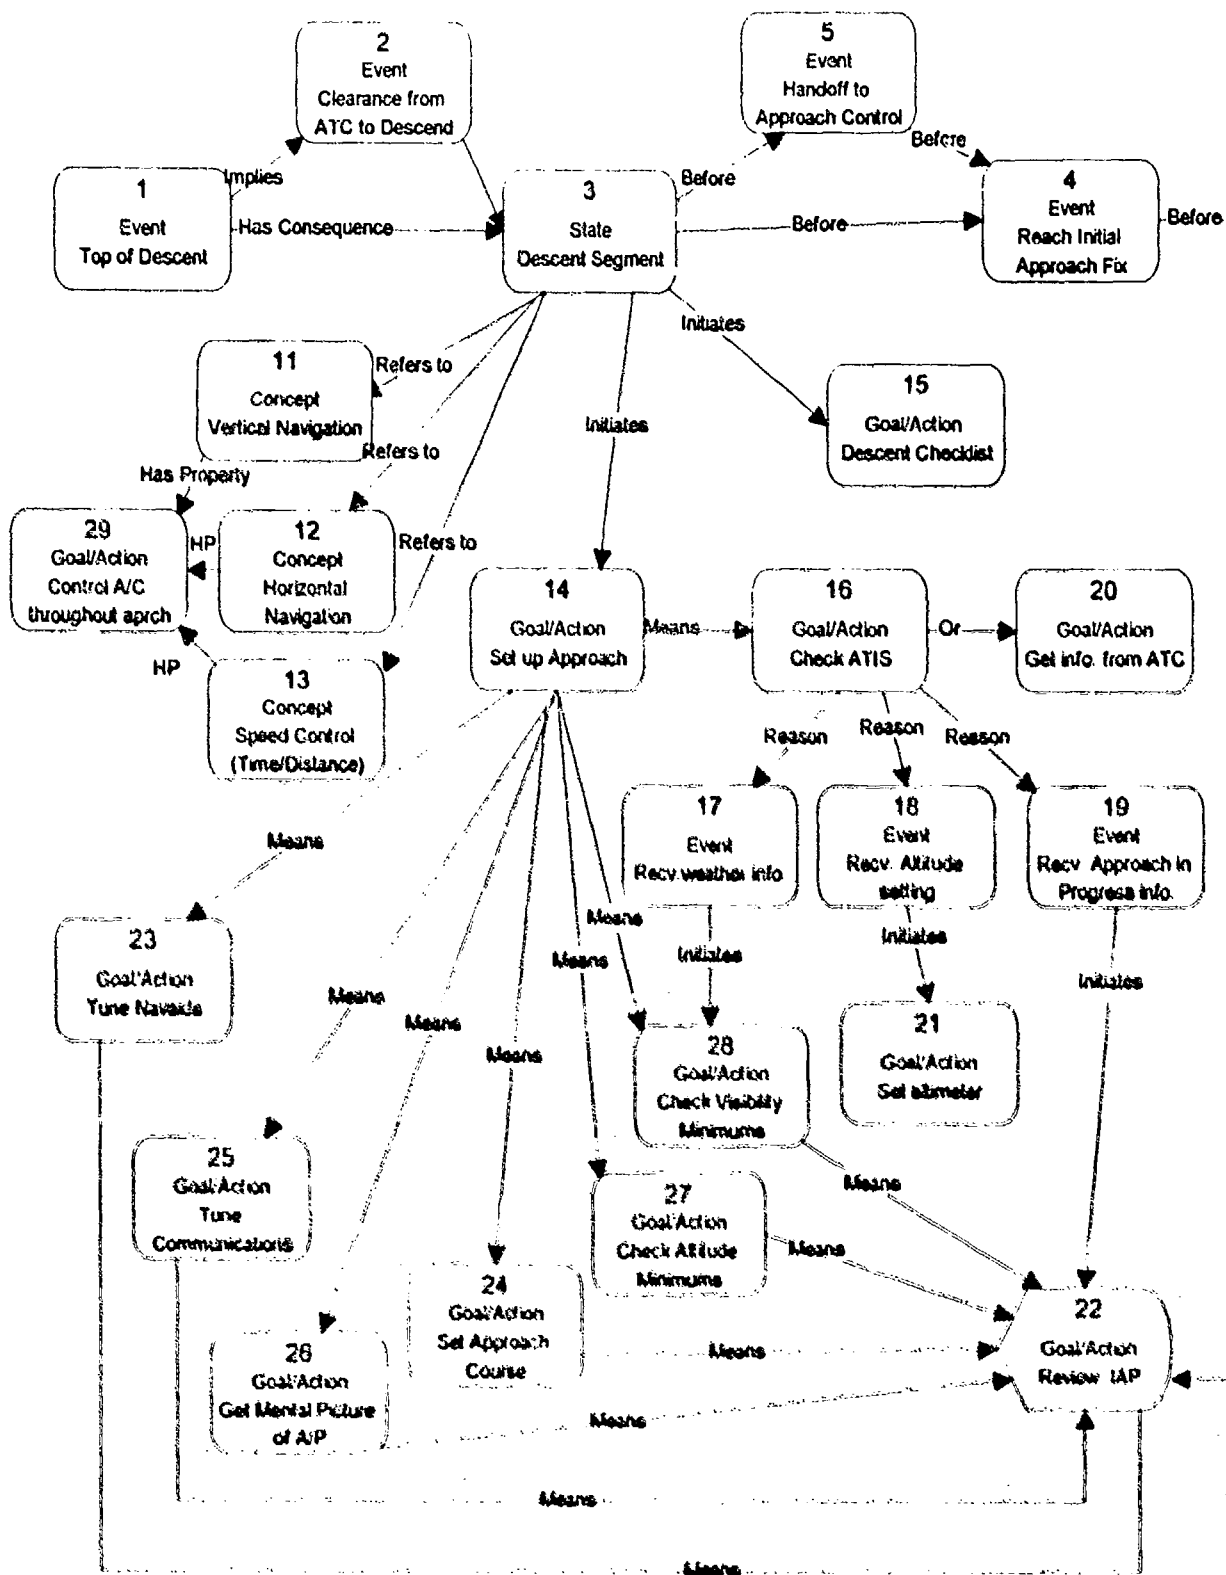 2
Event
Clearance from
ATC to Descend
5
Event
Handoff to
Approach Control
Before
Implies
1
Event
Top of Descent
Has Consequence
3
State
Descent Segment
Before
Before
4
Event
Reach Initial
Approach Fix
Before
Initiates
11
Concept
Vertical Navigation
Refers to
15
Goal/Action
Descent Checklist
Initiates
Refers to
Has Property
29
Goal/Action
Control A/C
throughout aprch
HP
12
Concept
Horizontal
Navigation
Refers to
14
Goal/Action
Set up Approach
Means
16
Goal/Action
Check ATIS
Or
20
Goal/Action
Get info. from ATC
HP
13
Concept
Speed Control
(Time/Distance)
Reason
Reason
Reason
17
Event
Recv.weather info.
18
Event
Recv. Altitude
setting
19
Event
Recv. Approach in
Progress info.
Means
23
Goal/Action
Tune Navaids
Means
Means
Initiates
Initiates
Initiates
Means
Means
Means
28
Goal/Action
Check Visibility
Minimums
21
Goal/Action
Set altimeter
25
Goal/Action
Tune
Communications
27
Goal/Action
Check Altitude
Minimums
Means
Means
24
Goal/Action
Set Approach
Course
Means
22
Goal/Action
Review IAP
26
Goal/Action
Get Mental Picture
of A/P
Means
Means
Means